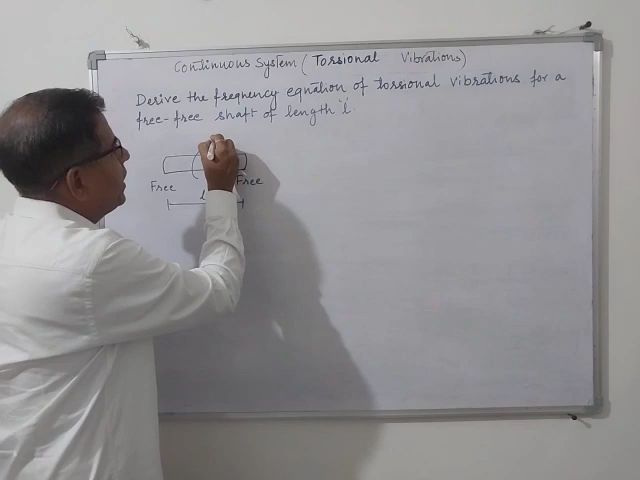 Continuous System ( Torsional Vibrations)
Derive the frequency equation of torsional vibrations for a
free-free shaft of length 'l'.
Free Free
l